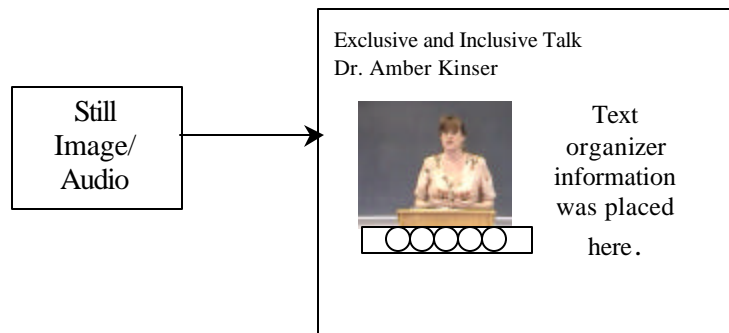 Still
Image/
Audio
Exclusive and Inclusive Talk
Dr. Amber Kinser
Text
organizer
information
was placed
here.